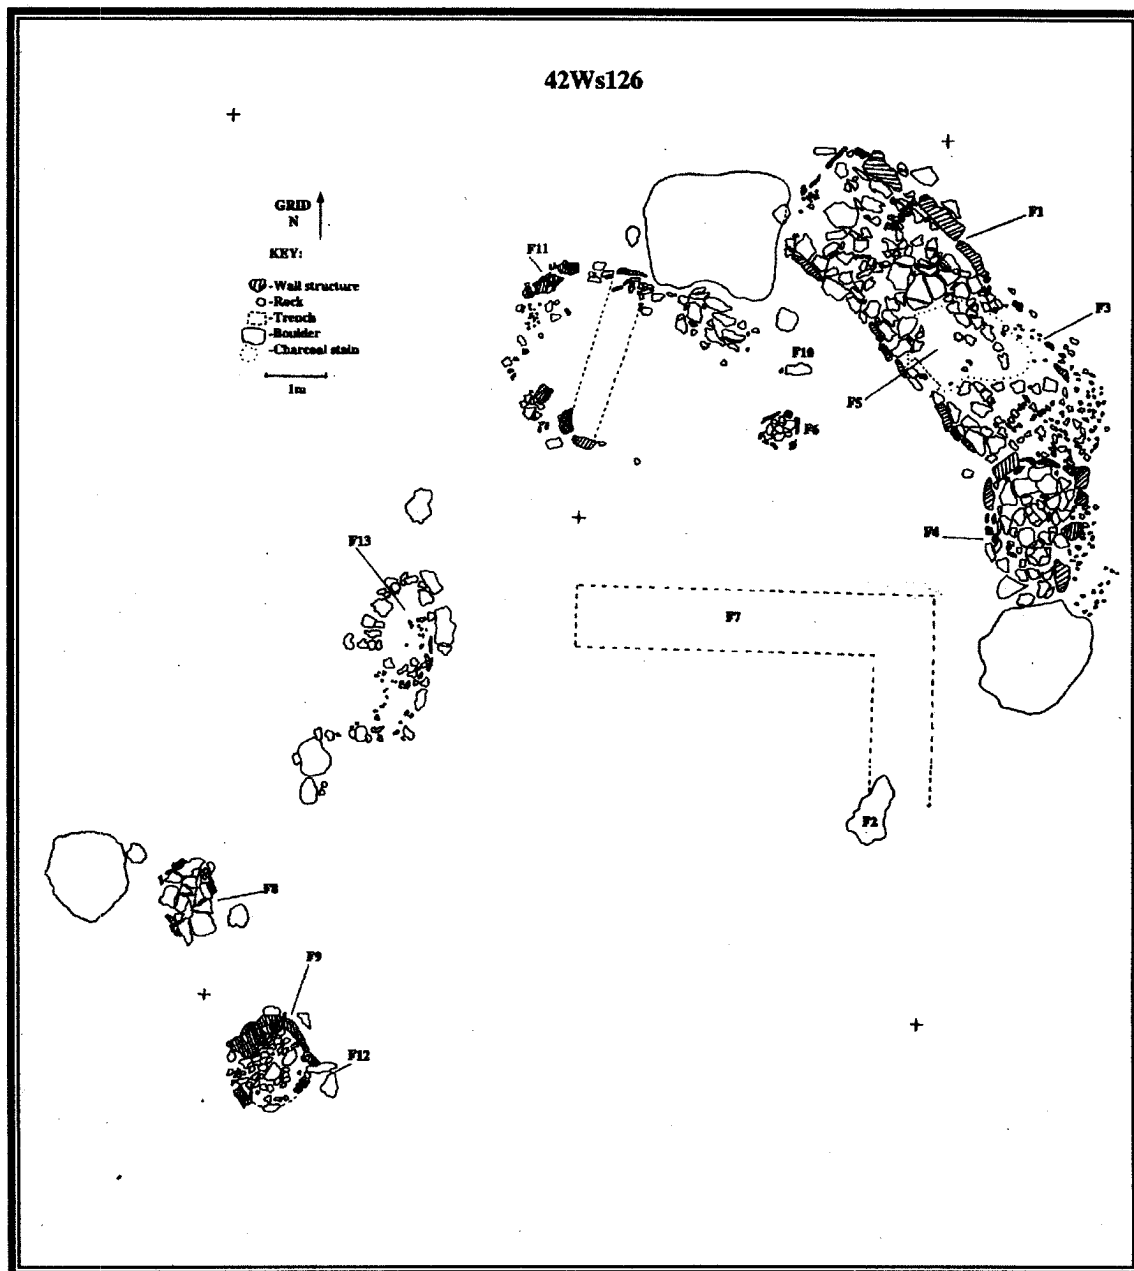 42Ws126
GRID
N
KEY:
-Wall structure
-Rock
-Trench
-Boulder
-Charcoal stain
1m
F1
F11
F3
F10
F5
F6
F4
F13
F7
F2
F8
F9
F12